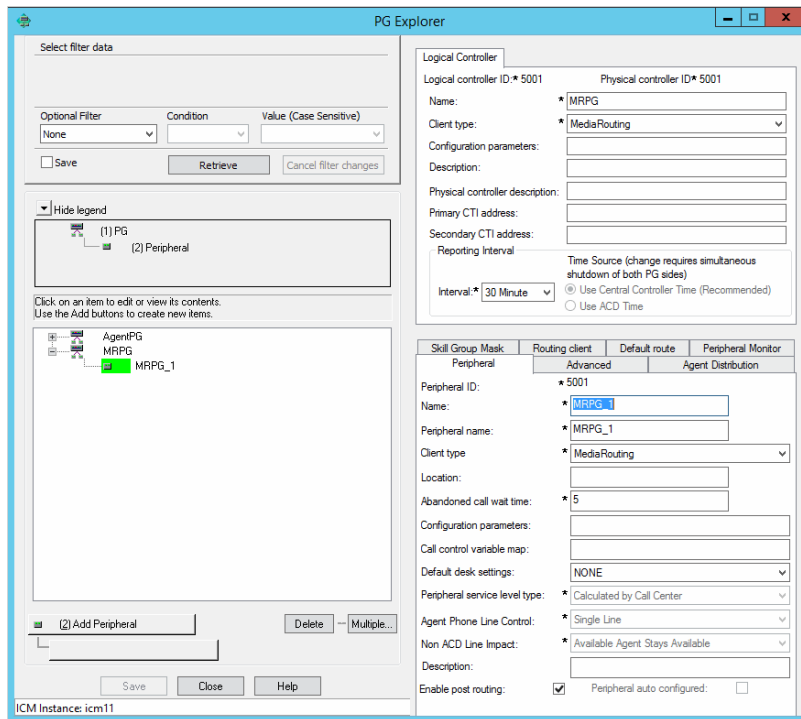 PG Explorer
Select filter data
Optional Filter Condition Value (Case Sensitive)
None
Save Retrieve Cancel filter changes
Hide legend
(1) PG
(2) Peripheral
Click on an item to edit or view its contents.
Use the Add buttons to create new items.
AgentPG
MRPG
MRPG_1
(2) Add Peripheral Delete Multiple...
Save Close Help
ICM Instance: icm11
Logical Controller
Logical controller ID:* 5001 Physical controller ID* 5001
Name: * MRPG
Client type: * MediaRouting
Configuration parameters:
Description:
Physical controller description:
Primary CTI address:
Secondary CTI address:
Reporting Interval
Time Source (change requires simultaneous
shutdown of both PG sides)
Interval:* 30 Minute Use Central Controller Time (Recommended)
Use ACD Time
Skill Group Mask Routing client Default route Peripheral Monitor
Peripheral Advanced Agent Distribution
Peripheral ID: * 5001
Name: * MRPG_1
Peripheral name: * MRPG_1
Client type * MediaRouting
Location:
Abandoned call wait time: * 5
Configuration parameters:
Call control variable map:
Default desk settings: NONE
Peripheral service level type: * Calculated by Call Center
Agent Phone Line Control: * Single Line
Non ACD Line Impact: * Available Agent Stays Available
Description:
Enable post routing: Peripheral auto configured: